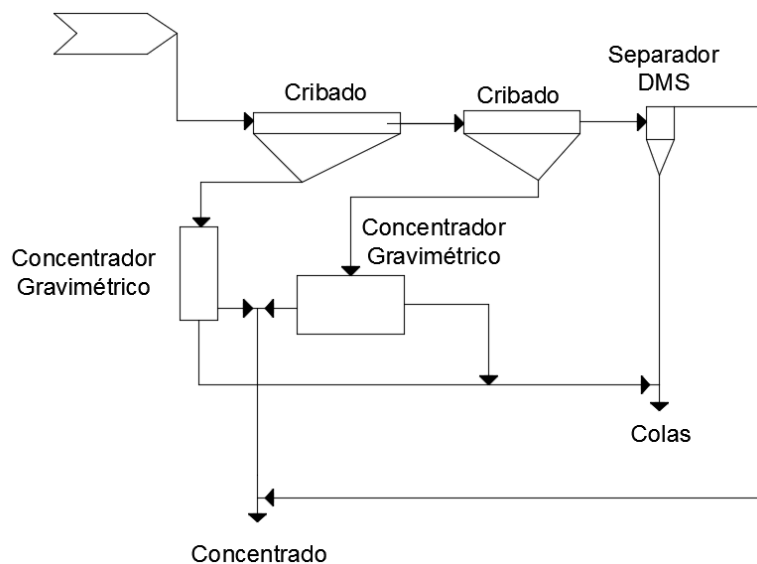 Cribado
Cribado
Separador
DMS
Concentrador
Gravimétrico
Concentrador
Gravimétrico
Colas
Concentrado